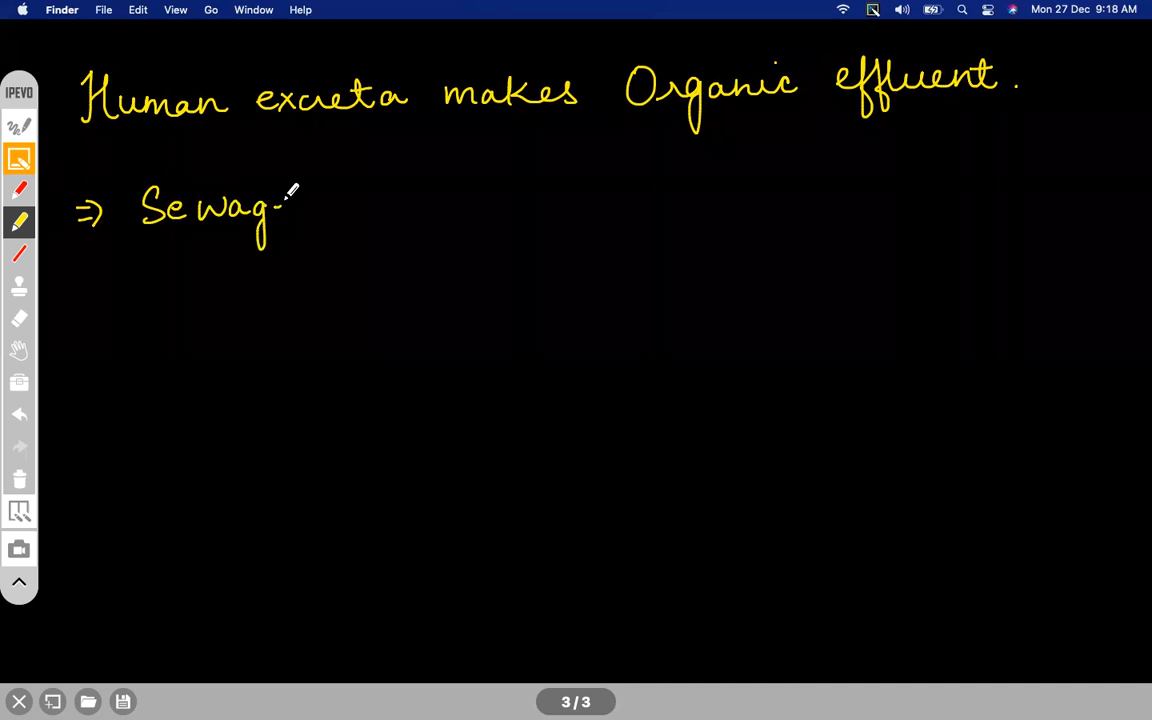 Finder File Edit View Go Window Help Mon 27 Dec 9:18 AM
IPEVO
Human excreta makes Organic effluent.
⇒ Sewag
3/3